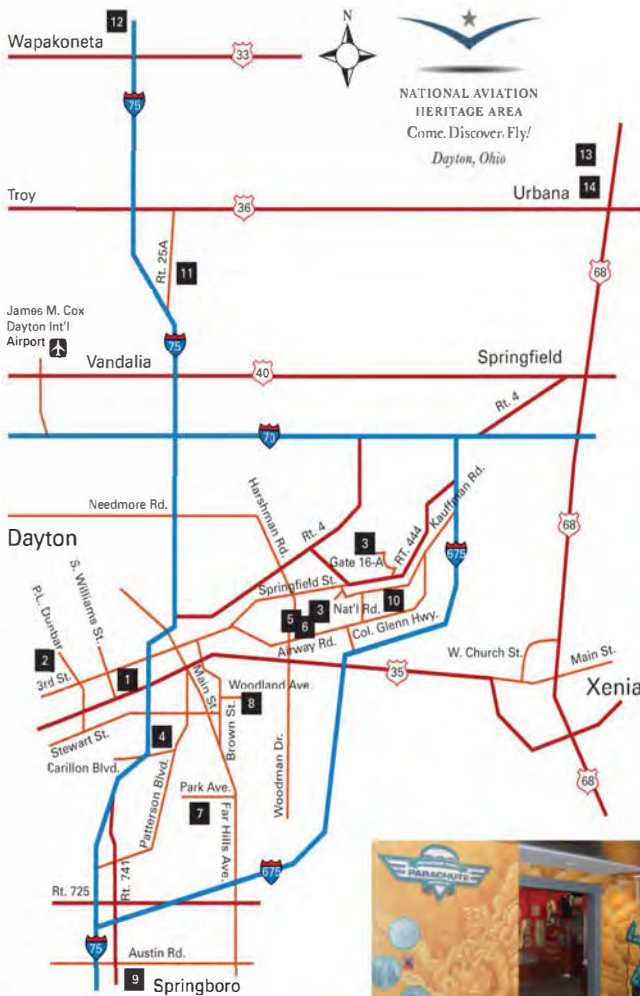 12
N
Wapakoneta
33
75
NATIONAL AVIATION
HERITAGE AREA
Come. Discover. Fly!
Dayton, Ohio
13
14
Troy
36
Urbana
Rt. 25A
11
68
James M. Cox
Dayton Int'l
Airport
75
Vandalia
40
Springfield
Rt. 4
70
Needmore Rd.
Harshman Rd.
Kauffman Rd.
Dayton
Rt. 4
3
Gate 16-A
RT. 444
675
68
S. Williams St.
P.L. Dunbar
Springfield St.
3
Nat'l Rd.
10
5
6
Col. Glenn Hwy.
Airway Rd.
2
3rd St.
1
Main St.
35
W. Church St.
Main St.
Xenia
Woodland Ave.
8
Stewart St.
4
Brown St.
Carillon Blvd.
Patterson Blvd.
Woodman Dr.
68
Park Ave.
7
Far Hills Ave.
Rt. 741
675
PARACHUTE
Rt. 725
75
Austin Rd.
9
Springboro